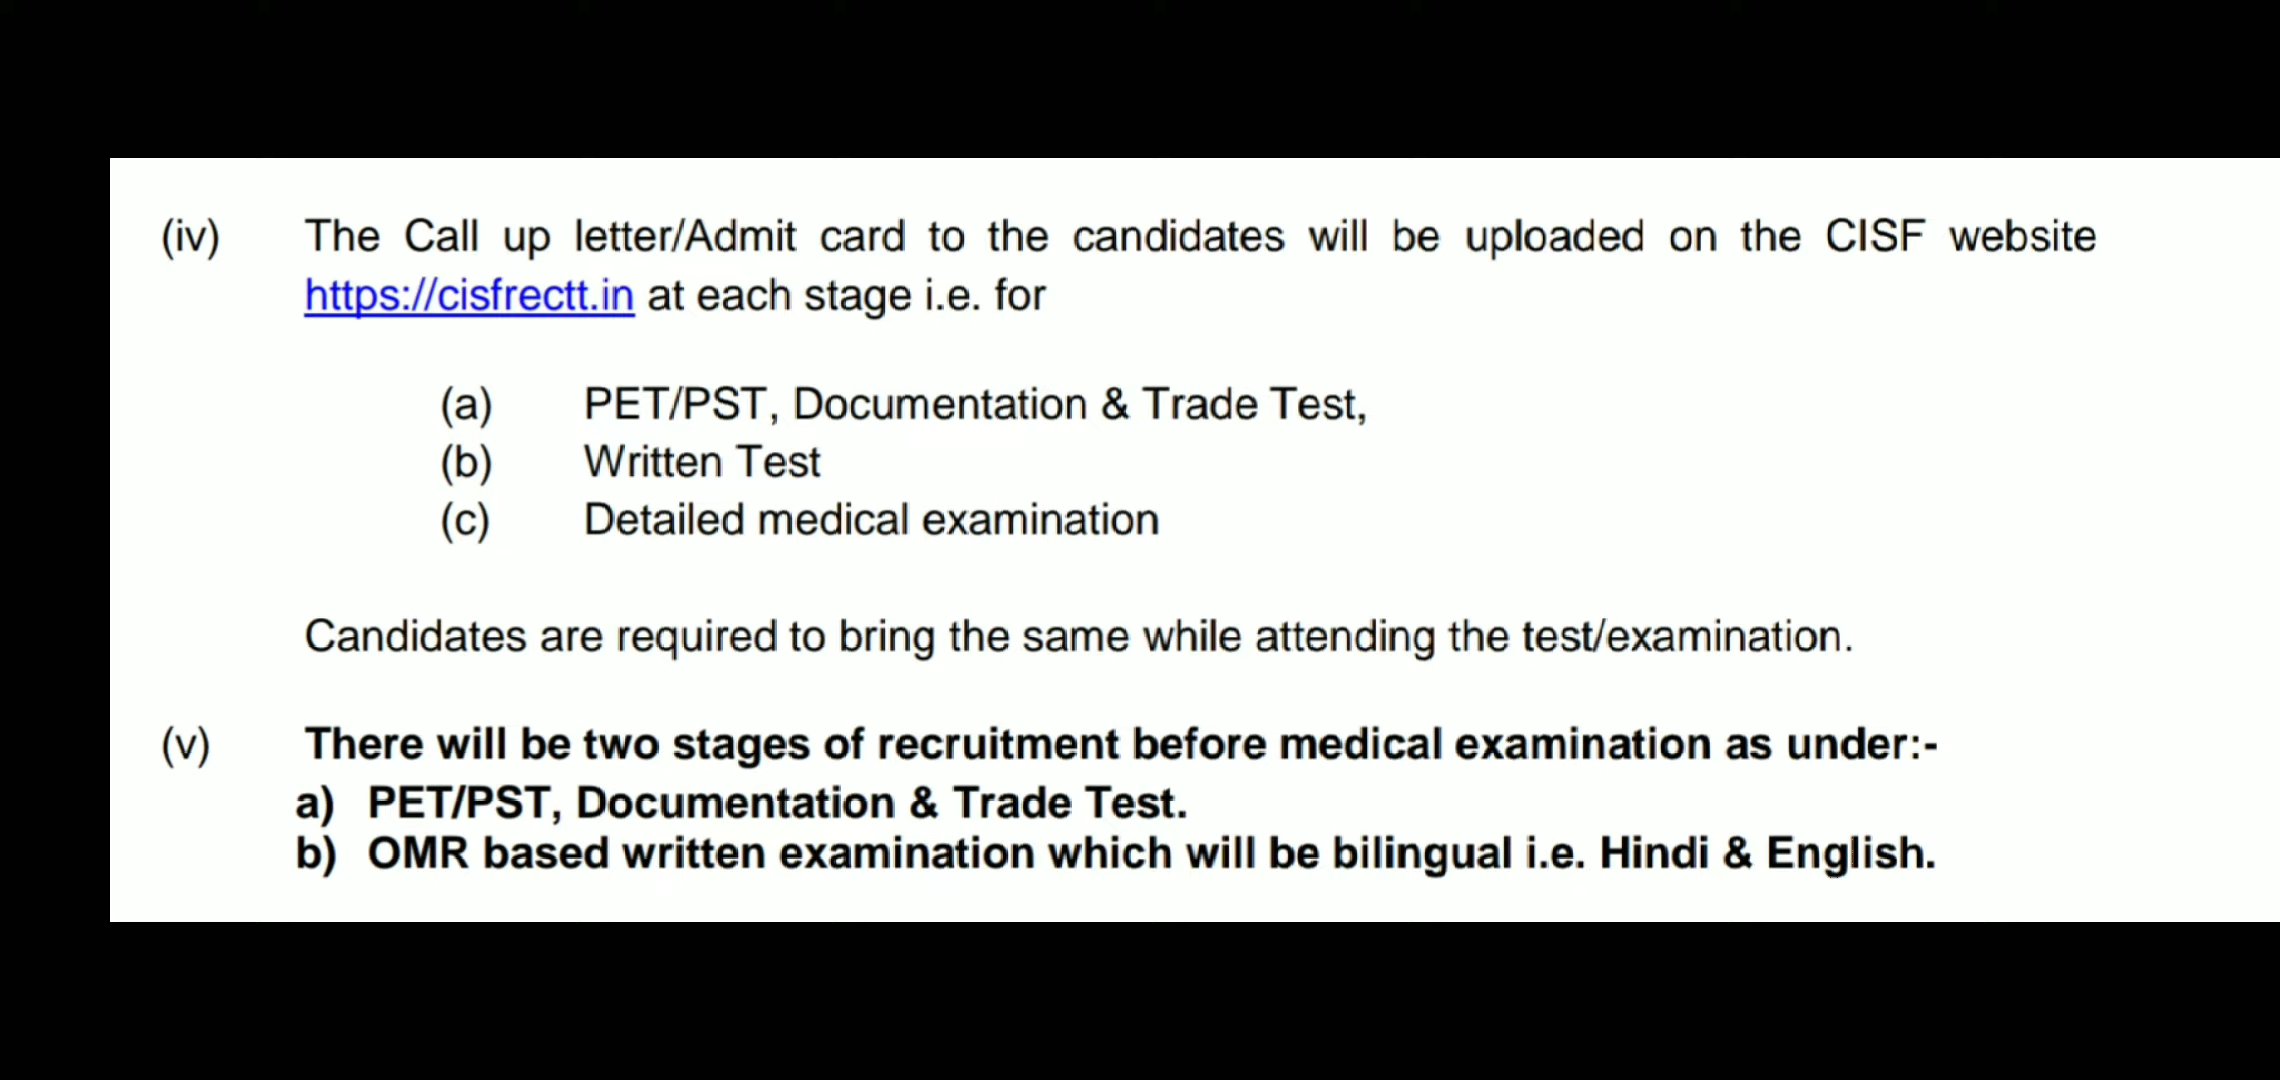 (iv) The Call up letter/Admit card to the candidates will be uploaded on the CISF website
https://cisfrectt.in at each stage i.e. for
(a) PET/PST, Documentation & Trade Test,
(b) Written Test
(c) Detailed medical examination
Candidates are required to bring the same while attending the test/examination.
(v) There will be two stages of recruitment before medical examination as under:-
a) PET/PST, Documentation & Trade Test.
b) OMR based written examination which will be bilingual i.e. Hindi & English.